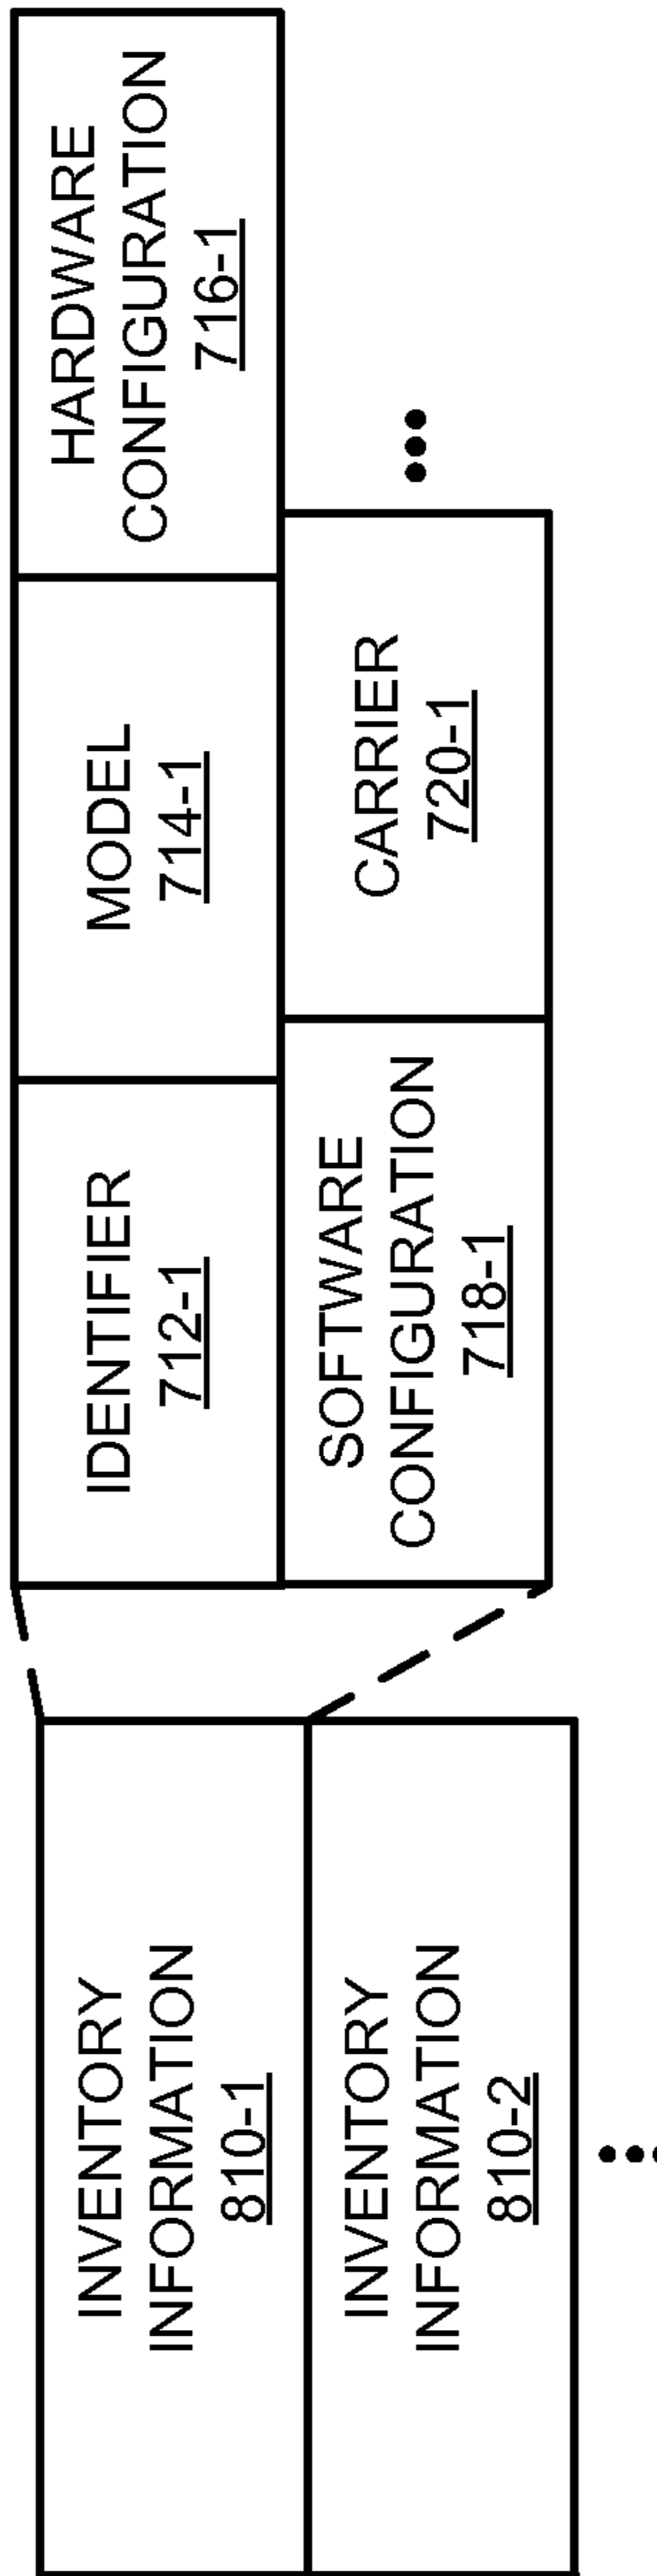 INVENTORY
INFORMATION
810-1
INVENTORY
INFORMATION
810-2
IDENTIFIER
712-1
MODEL
714-1
HARDWARE
CONFIGURATION
716-1
SOFTWARE
CONFIGURATION
718-1
CARRIER
720-1